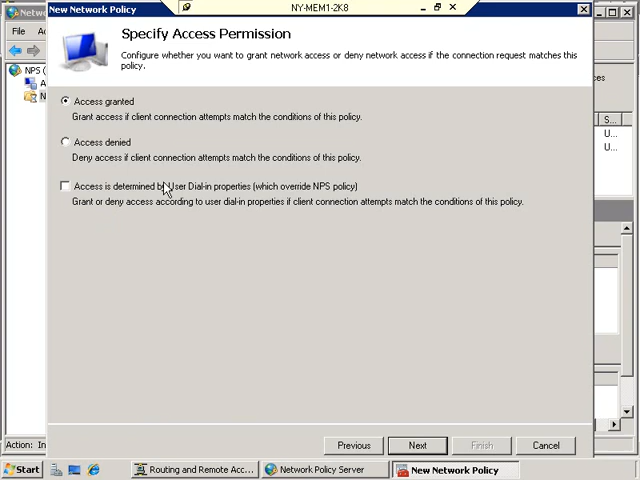 New Network Policy
NY-MEM1-2K8
Netw
File
NPS (
A
N
Specify Access Permission
Configure whether you want to grant network access or deny network access if the connection request matches this
policy.
es
S...
U...
U...
Access granted
Grant access if client connection attempts match the conditions of this policy.
Access denied
Deny access if client connection attempts match the conditions of this policy.
Access is determined by User Dial-in properties (which override NPS policy)
Grant or deny access according to user dial-in properties if client connection attempts match the conditions of this policy.
Previous
Next
Finish
Cancel
Action: In
Start
Routing and Remote Acc...
Network Policy Server
New Network Policy